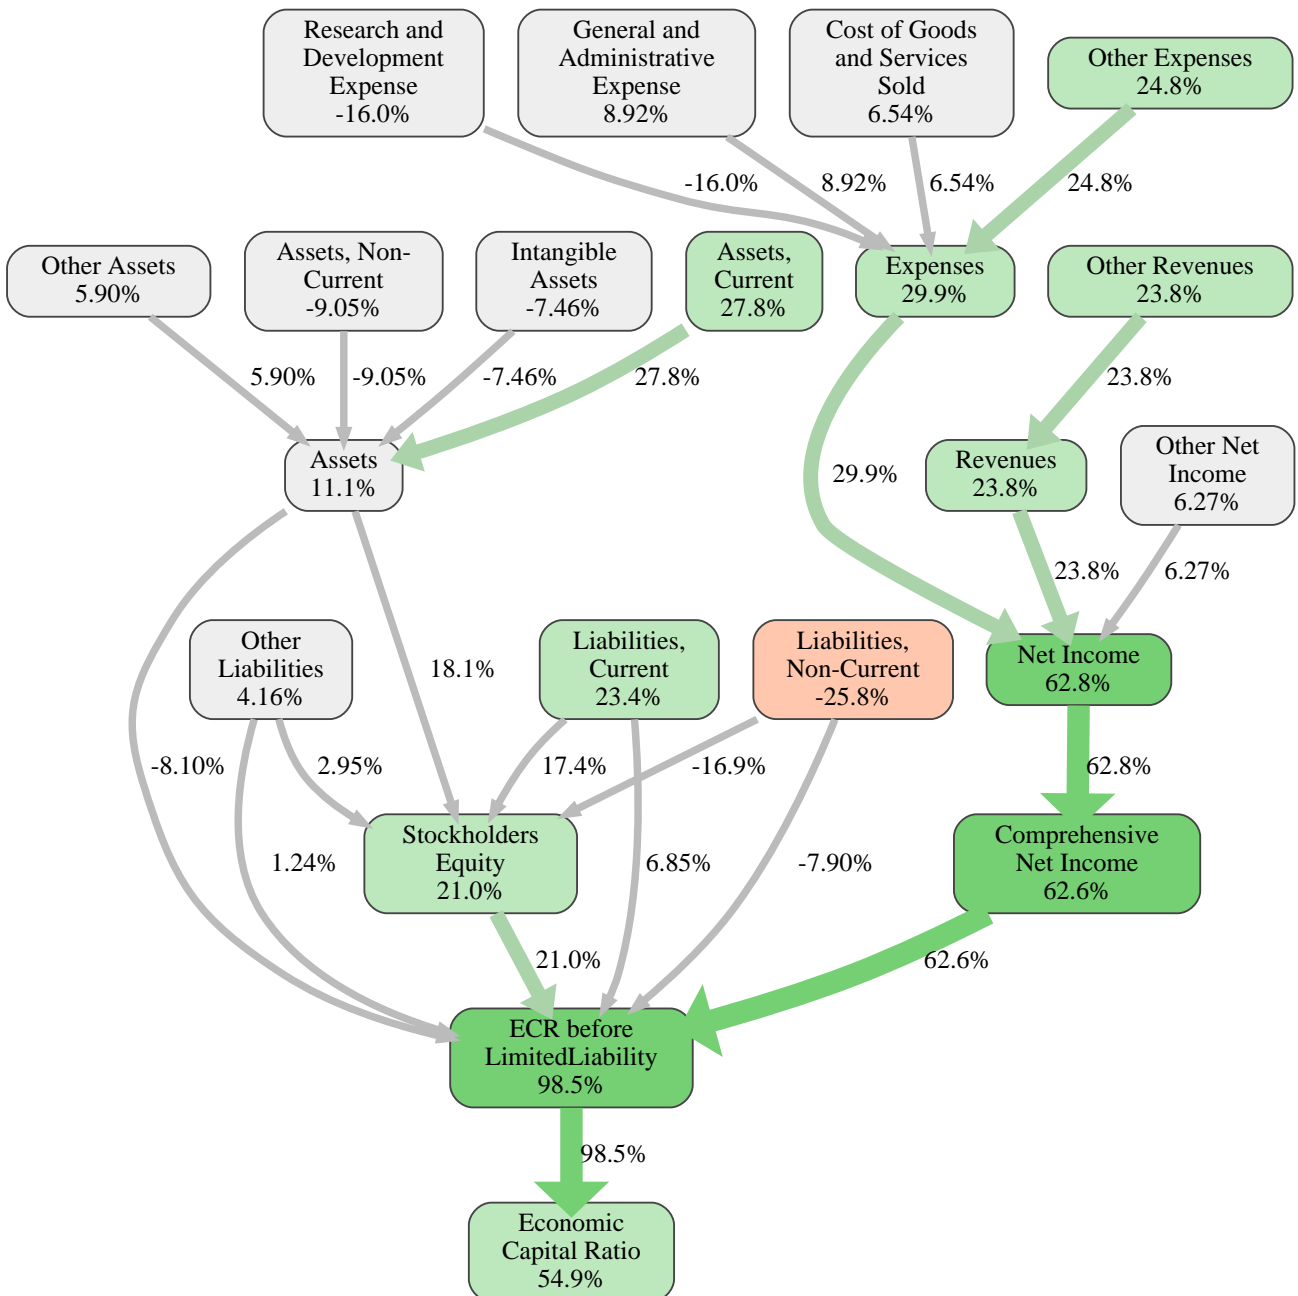 Research and
Development
Expense
-16.0%
General and
Administrative
Expense
8.92%
Cost of Goods
and Services
Sold
6.54%
Other Expenses
24.8%
-16.0%
8.92%
6.54%
24.8%
Other Assets
5.90%
Assets, Non-
Current
-9.05%
Intangible
Assets
-7.46%
Assets,
Current
27.8%
Expenses
29.9%
Other Revenues
23.8%
5.90%
-9.05%
-7.46%
27.8%
23.8%
Assets
11.1%
29.9%
Revenues
23.8%
Other Net
Income
6.27%
23.8%
6.27%
Other
Liabilities
4.16%
18.1%
Liabilities,
Current
23.4%
Liabilities,
Non-Current
-25.8%
Net Income
62.8%
-8.10%
2.95%
17.4%
-16.9%
62.8%
1.24%
Stockholders
Equity
21.0%
6.85%
-7.90%
Comprehensive
Net Income
62.6%
21.0%
62.6%
ECR before
LimitedLiability
98.5%
98.5%
Economic
Capital Ratio
54.9%